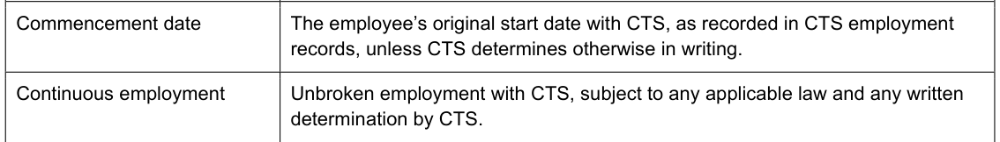 Commencement date
The employee’s original start date with CTS, as recorded in CTS employment
records, unless CTS determines otherwise in writing.
Continuous employment
Unbroken employment with CTS, subject to any applicable law and any written
determination by CTS.